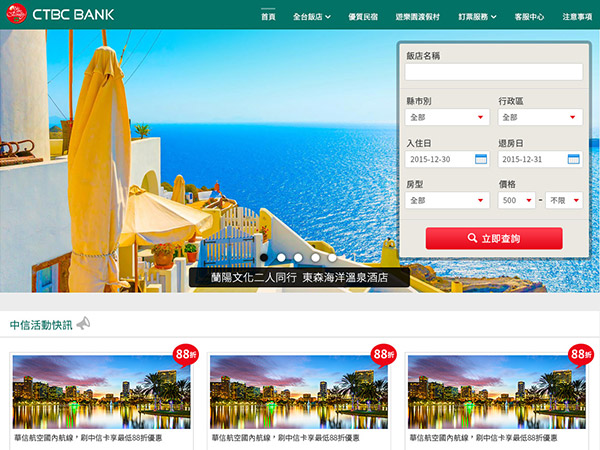 CTBC BANK
首頁 全台飯店 優質民宿 遊樂園渡假村 訂票服務 客服中心 注意事項
飯店名稱
縣市別 行政區
全部 全部
入住日 退房日
2015-12-30 2015-12-31
房型 價格
全部 500 - 不限
立即查詢
蘭陽文化二人同行 東森海洋溫泉酒店
中信活動快訊
88折 88折 88折
華信航空國內航線，刷中信卡享最低88折優惠
華信航空國內航線，刷中信卡享最低88折優惠
華信航空國內航線，刷中信卡享最低88折優惠